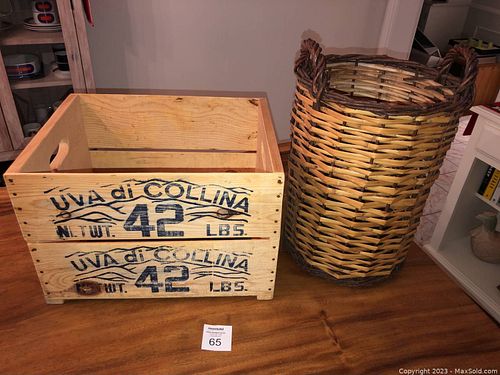 UVA di COLLINA
NT. WT. 42 LBS.
UVA di COLLINA
NT. WT. 42 LBS.
65
Copyright 2023 - MaxSold.com